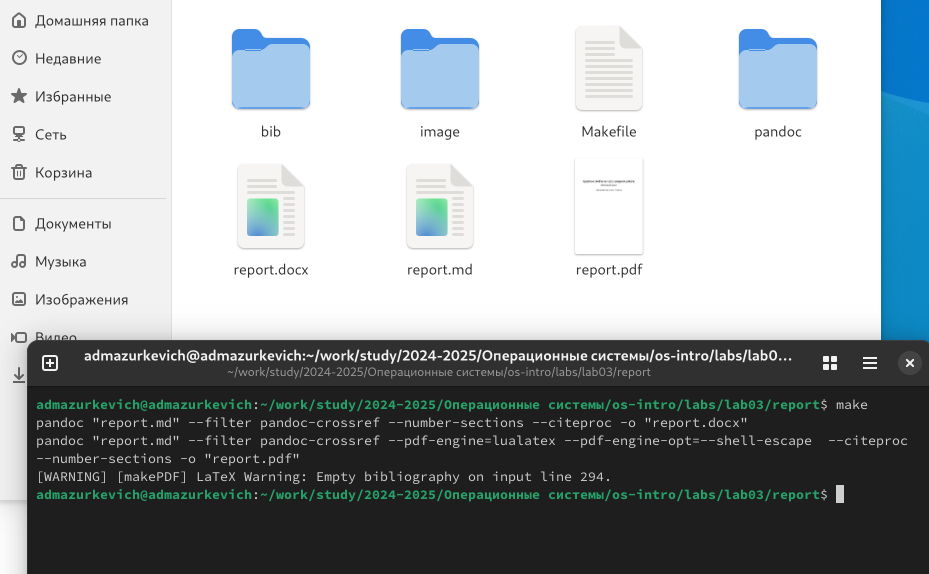 Домашняя папка
Недавние
Избранные
Сеть
Корзина
Документы
Музыка
Изображения
Видео
bib
image
Makefile
pandoc
report.docx
report.md
report.pdf
admazurkevich@admazurkevich:~/work/study/2024-2025/Операционные системы/os-intro/labs/lab0…
~/work/study/2024-2025/Операционные системы/os-intro/labs/lab03/report
admazurkevich@admazurkevich:~/work/study/2024-2025/Операционные системы/os-intro/labs/lab03/report$ make
pandoc "report.md" --filter pandoc-crossref --number-sections --citeproc -o "report.docx"
pandoc "report.md" --filter pandoc-crossref --pdf-engine=lualatex --pdf-engine-opt=--shell-escape  --citeproc
--number-sections -o "report.pdf"
[WARNING] [makePDF] LaTeX Warning: Empty bibliography on input line 294.
admazurkevich@admazurkevich:~/work/study/2024-2025/Операционные системы/os-intro/labs/lab03/report$